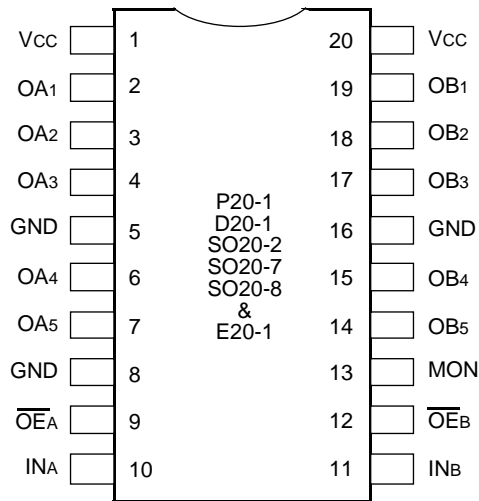 VCC 1 20 VCC
OA1 2 19 OB1
OA2 3 18 OB2
OA3 4 17 OB3
P20-1
D20-1
GND 5 SO20-2 16 GND
SO20-7
OA4 6 SO20-8 15 OB4
&
OA5 7 E20-1 14 OB5
GND 8 13 MON
O̅E̅A 9 12 O̅E̅B
INA 10 11 INB